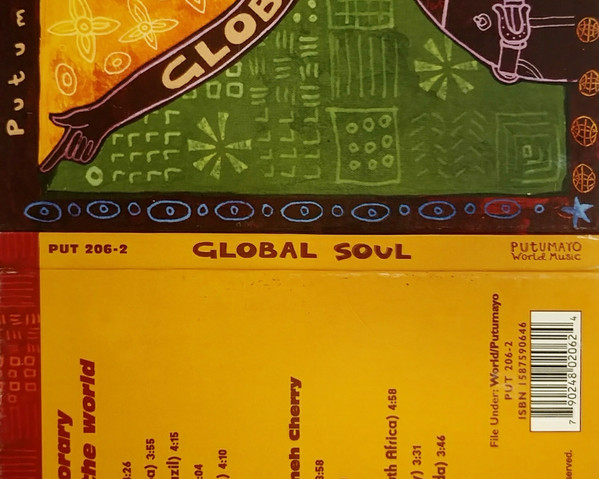 Putum
GLOB
PUT 206-2
GLOBAL SOUL
PUTUMAYO
World Music
orary
the world
:26
a) 3:55
zil) 4:15
:04
) 4:10
neh Cherry
3:58
th Africa) 4:58
y) 3:31
da) 3:46
File Under: World/Putumayo
PUT 206-2
ISBN 1587590646
7 90248 02062 4
erved.